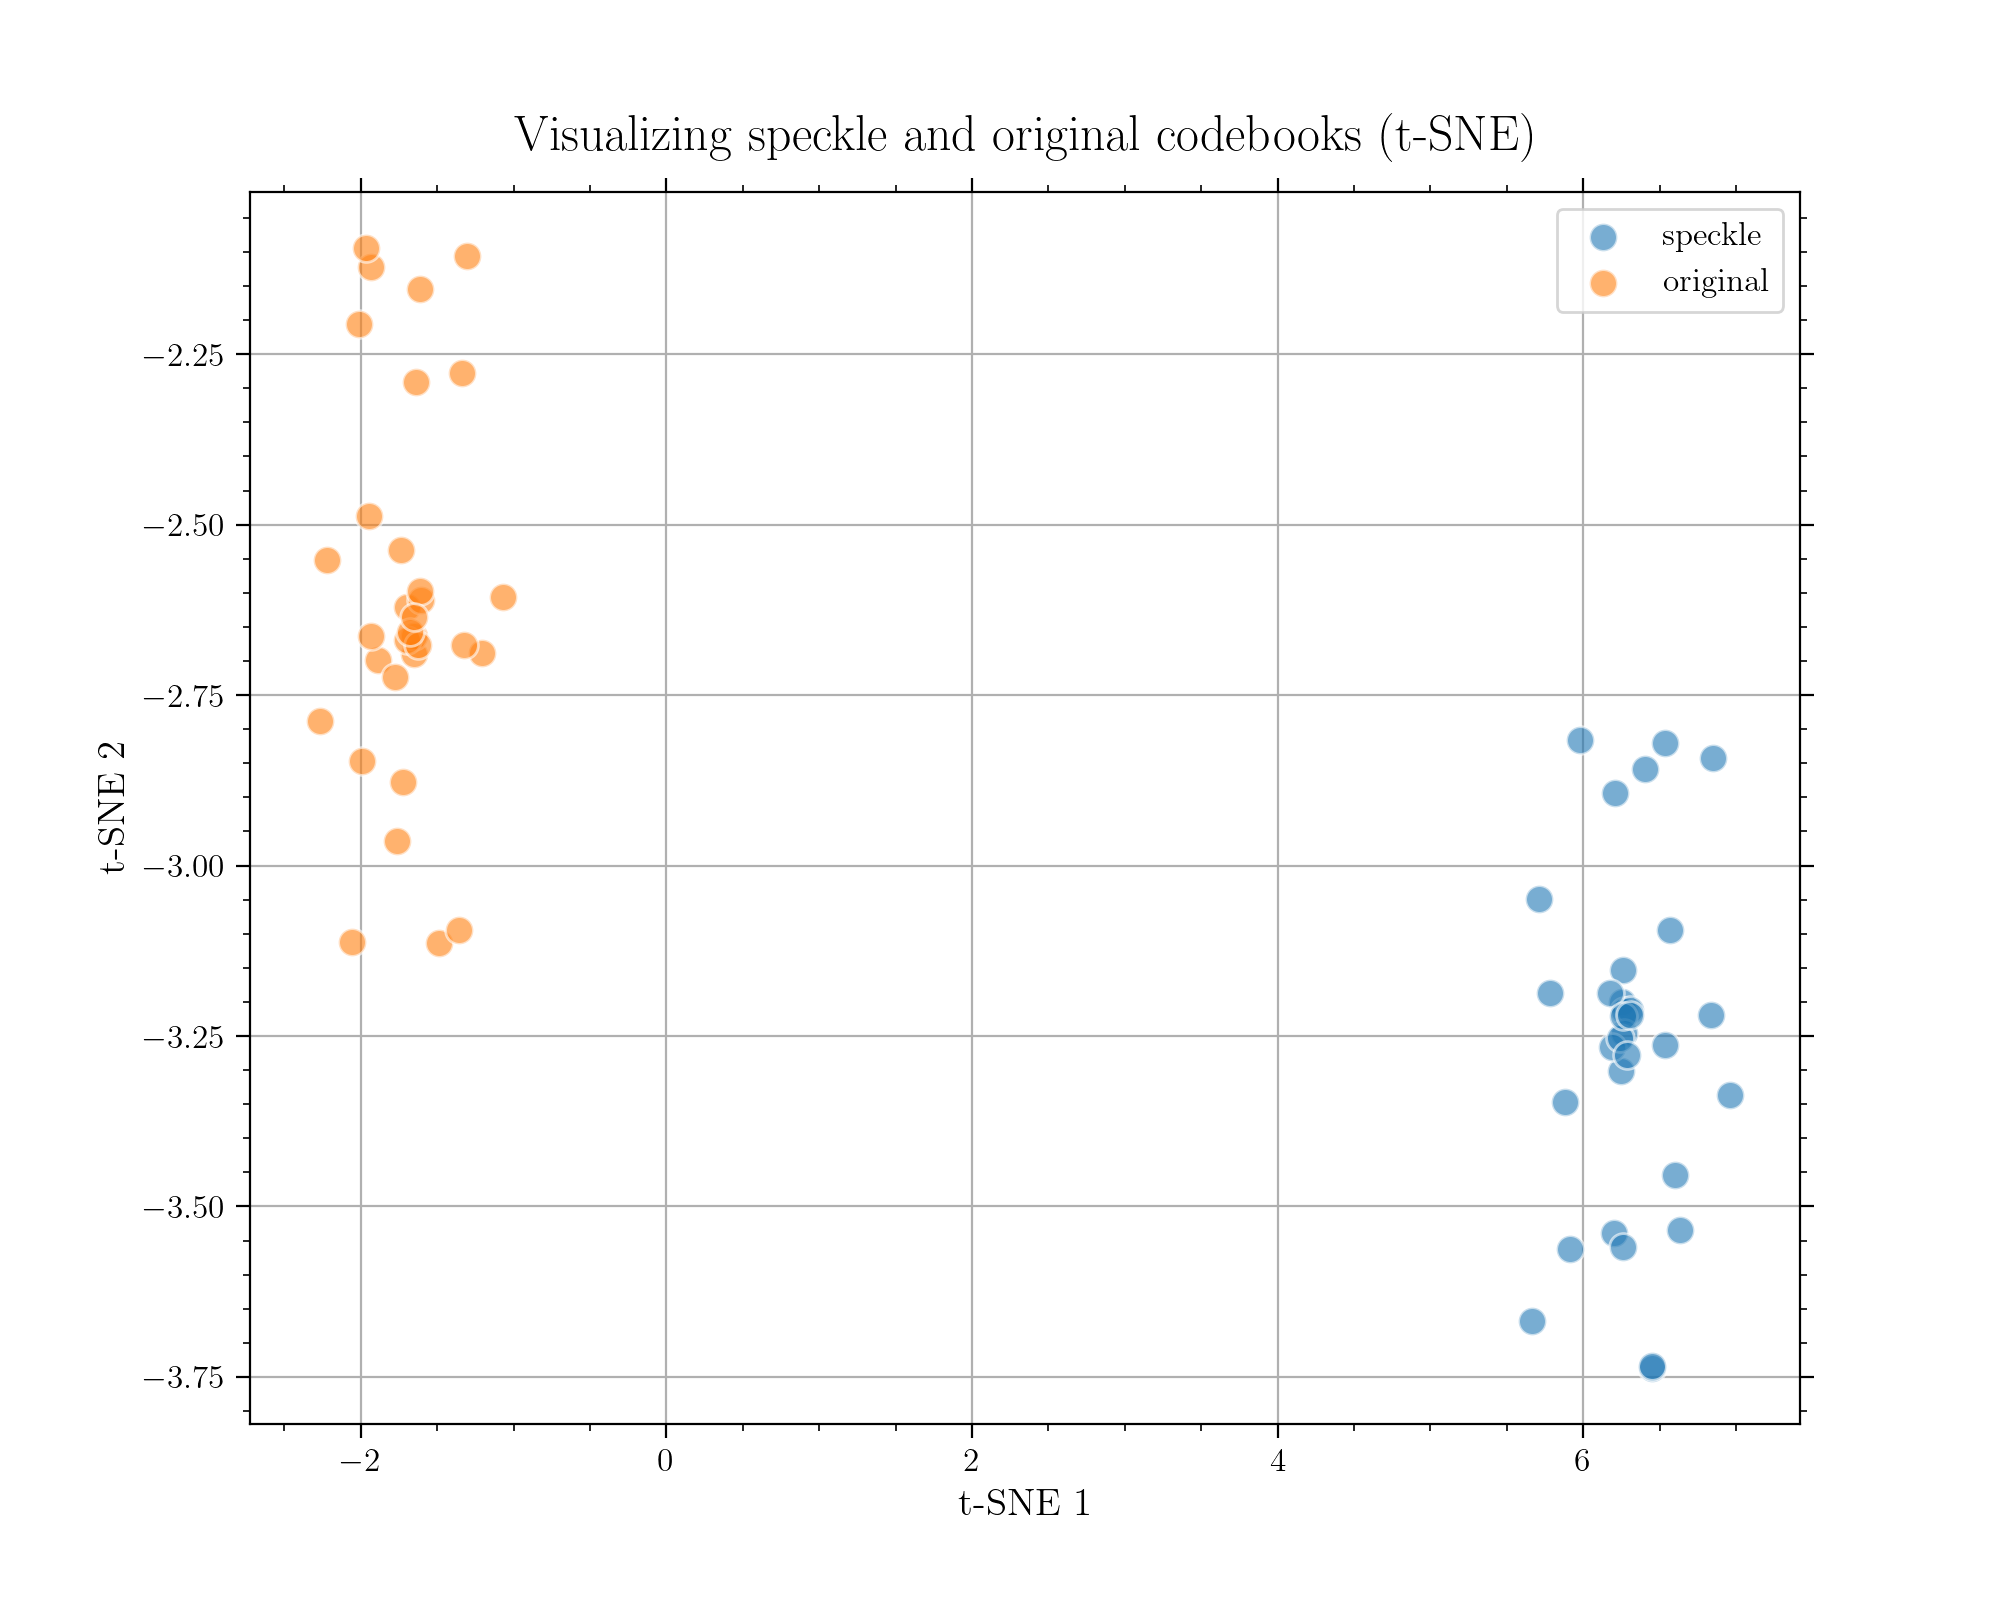 Visualizing speckle and original codebooks (t-SNE)
speckle
original
−2.25
−2.50
−2.75
−3.00
−3.25
−3.50
−3.75
t-SNE 2
−2
0
2
4
6
t-SNE 1